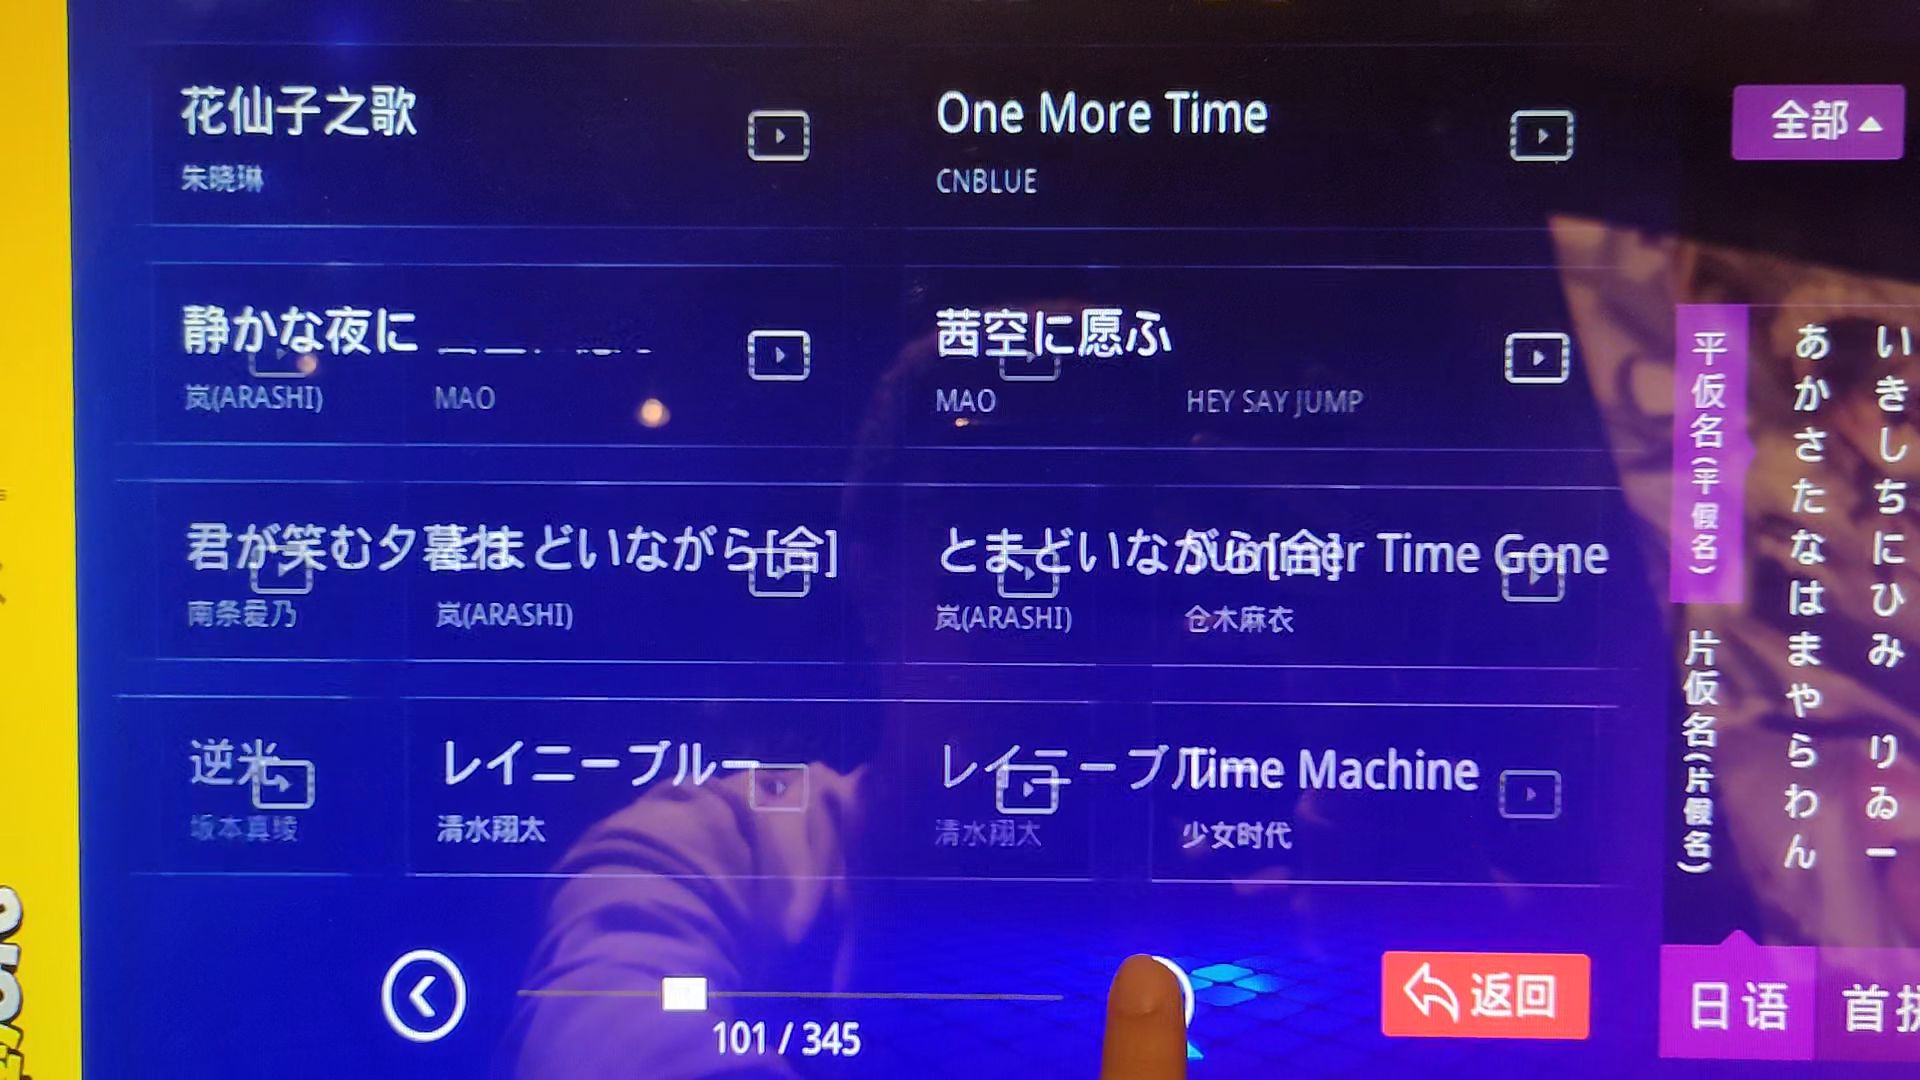 花仙子之歌
朱晓琳
One More Time
CNBLUE
全部
静かな夜に
岚(ARASHI)
MAO
茜空に愿ふ
MAO
HEY SAY JUMP
君が笑む夕暮れ
南条爱乃
とまどいながら[合]
岚(ARASHI)
とまどいながら[合]
岚(ARASHI)
Summer Time Gone
仓木麻衣
逆光
坂本真绫
レイニーブルー
清水翔太
レイニーブルー
清水翔太
Time Machine
少女时代
平仮名(平假名)
片仮名(片假名)
あかさたなはまやらわん
いきしちにひみ りゐー
101 / 345
返回
日语
首拼